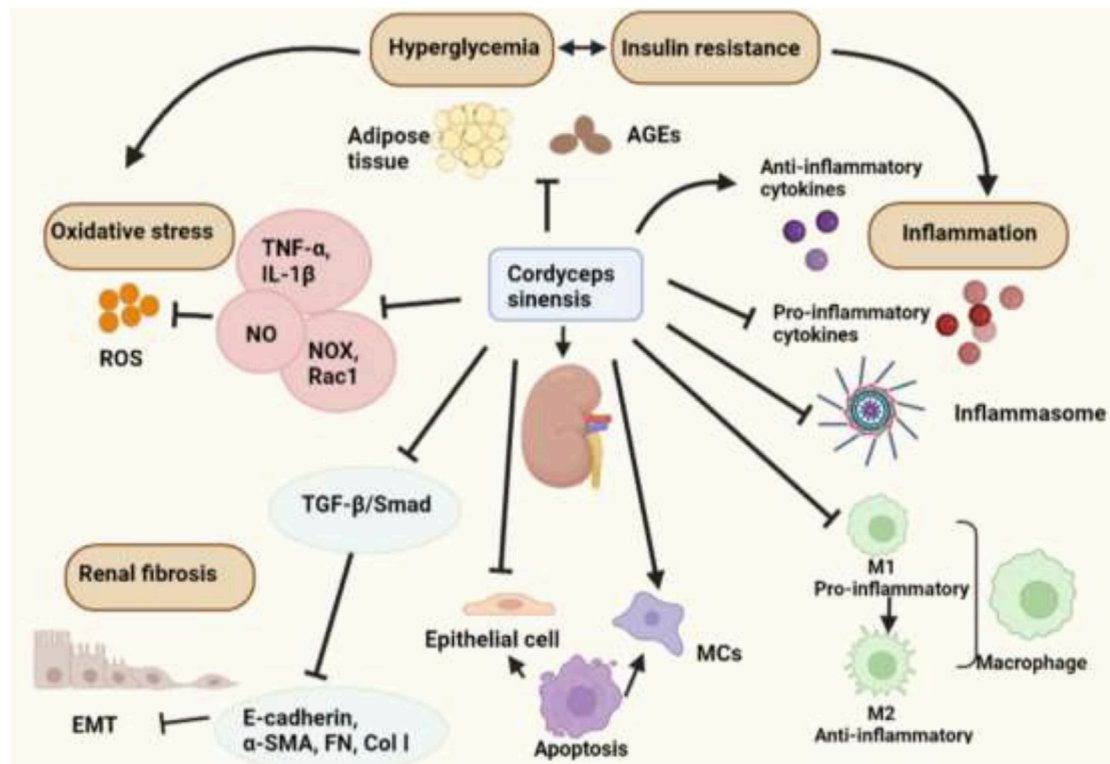 Hyperglycemia
Insulin resistance
Adipose
tissue
AGEs
Anti-inflammatory
cytokines
Oxidative stress
TNF-α,
IL-1β
Cordyceps
sinensis
Inflammation
NO
NOX,
Rac1
ROS
Pro-inflammatory
cytokines
Inflammasome
TGF-β/Smad
Renal fibrosis
M1
Pro-inflammatory
Epithelial cell
MCs
Macrophage
EMT
E-cadherin,
α-SMA, FN, Col I
Apoptosis
M2
Anti-inflammatory